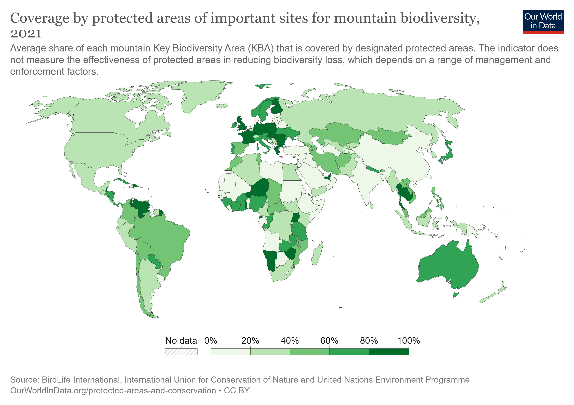 Coverage by protected areas of important sites for mountain biodiversity,
2021
Our World
in Data
Average share of each mountain Key Biodiversity Area (KBA) that is covered by designated protected areas. The indicator does
not measure the effectiveness of protected areas in reducing biodiversity loss, which depends on a range of management and
enforcement factors.
No data 0% 20% 40% 60% 80% 100%
Source: BirdLife International, International Union for Conservation of Nature and United Nations Environment Programme
OurWorldInData.org/protected-areas-and-conservation • CC BY